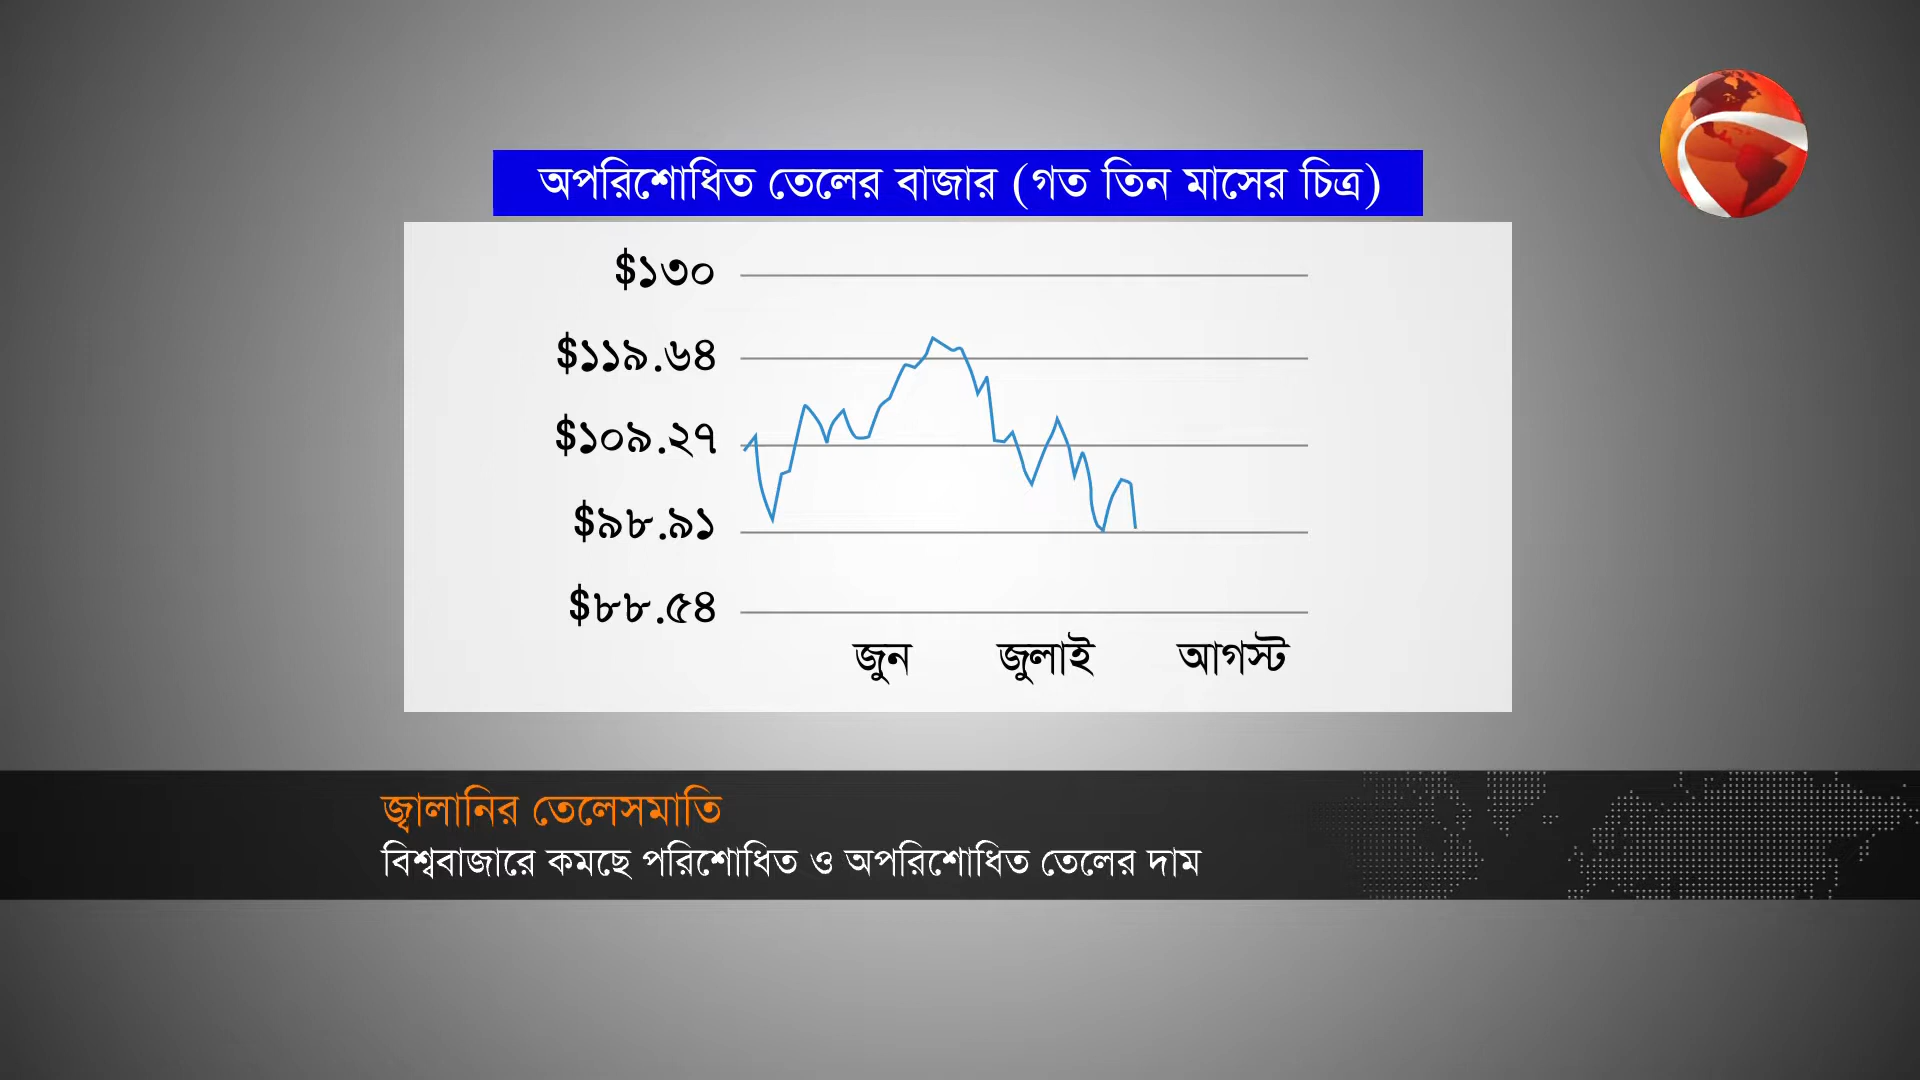 অপরিশোধিত তেলের বাজার (গত তিন মাসের চিত্র)
$১৩০
$১১৯.৬৪
$১০৯.২৭
$৯৮.৯১
$৮৮.৫৪
জুন জুলাই আগস্ট
জ্বালানির তেলেসমাতি
বিশ্ববাজারে কমছে পরিশোধিত ও অপরিশোধিত তেলের দাম